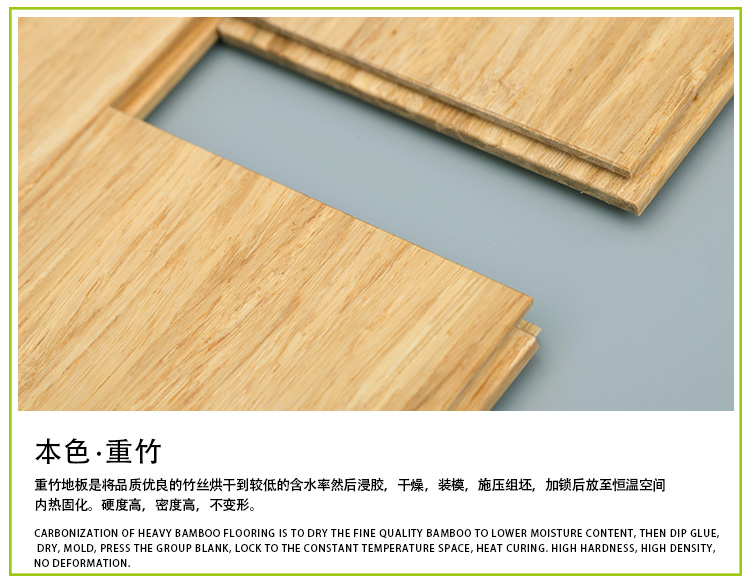 本色·重竹
重竹地板是将品质优良的竹丝烘干到较低的含水率然后浸胶，干燥，装模，施压组坯，加锁后放至恒温空间
内热固化。硬度高，密度高，不变形。
CARBONIZATION OF HEAVY BAMBOO FLOORING IS TO DRY THE FINE QUALITY BAMBOO TO LOWER MOISTURE CONTENT, THEN DIP GLUE,
DRY, MOLD, PRESS THE GROUP BLANK, LOCK TO THE CONSTANT TEMPERATURE SPACE, HEAT CURING. HIGH HARDNESS, HIGH DENSITY,
NO DEFORMATION.